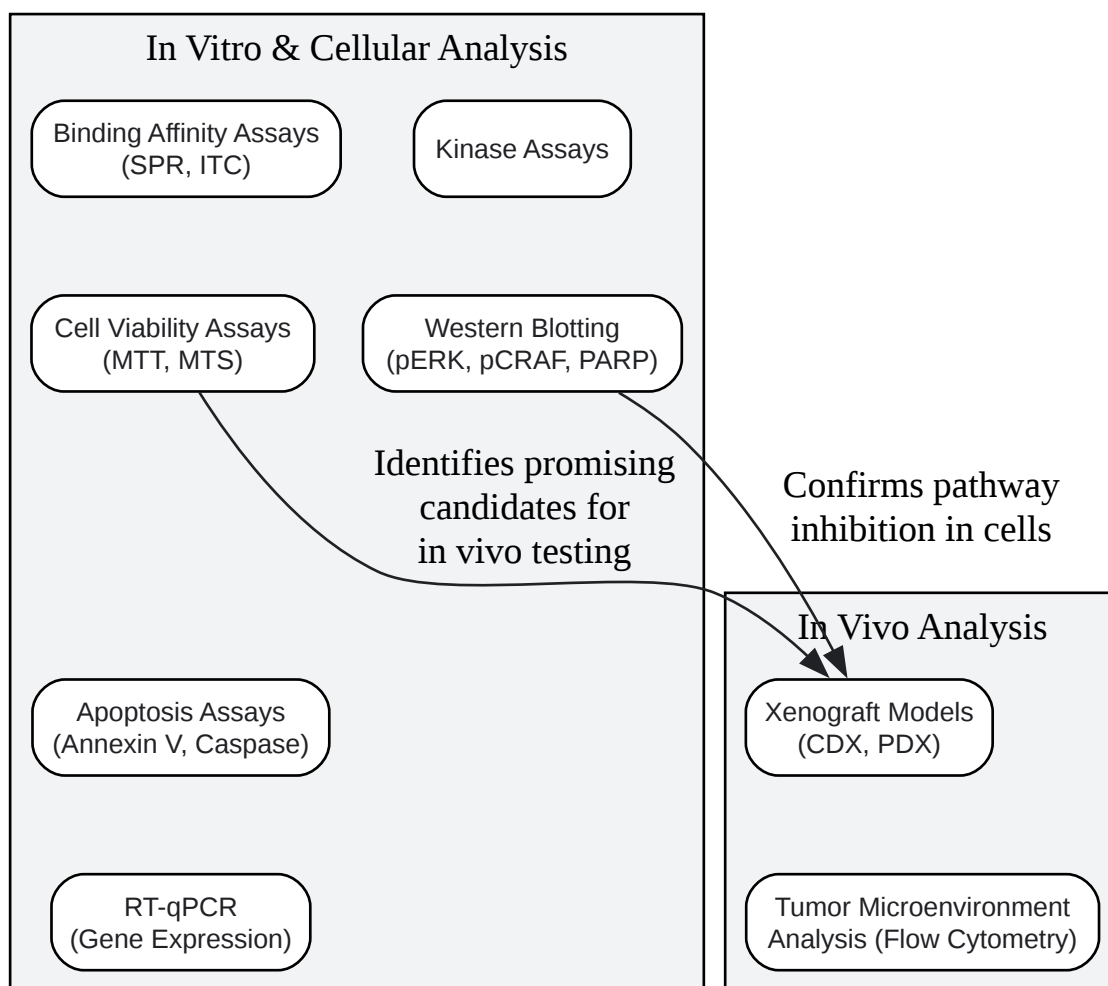 In Vitro & Cellular Analysis
Binding Affinity Assays
(SPR, ITC)
Kinase Assays
Cell Viability Assays
(MTT, MTS)
Western Blotting
(pERK, pCRAF, PARP)
Identifies promising
candidates for
in vivo testing
Confirms pathway
inhibition in cells
In Vivo Analysis
Apoptosis Assays
(Annexin V, Caspase)
Xenograft Models
(CDX, PDX)
RT-qPCR
(Gene Expression)
Tumor Microenvironment
Analysis (Flow Cytometry)